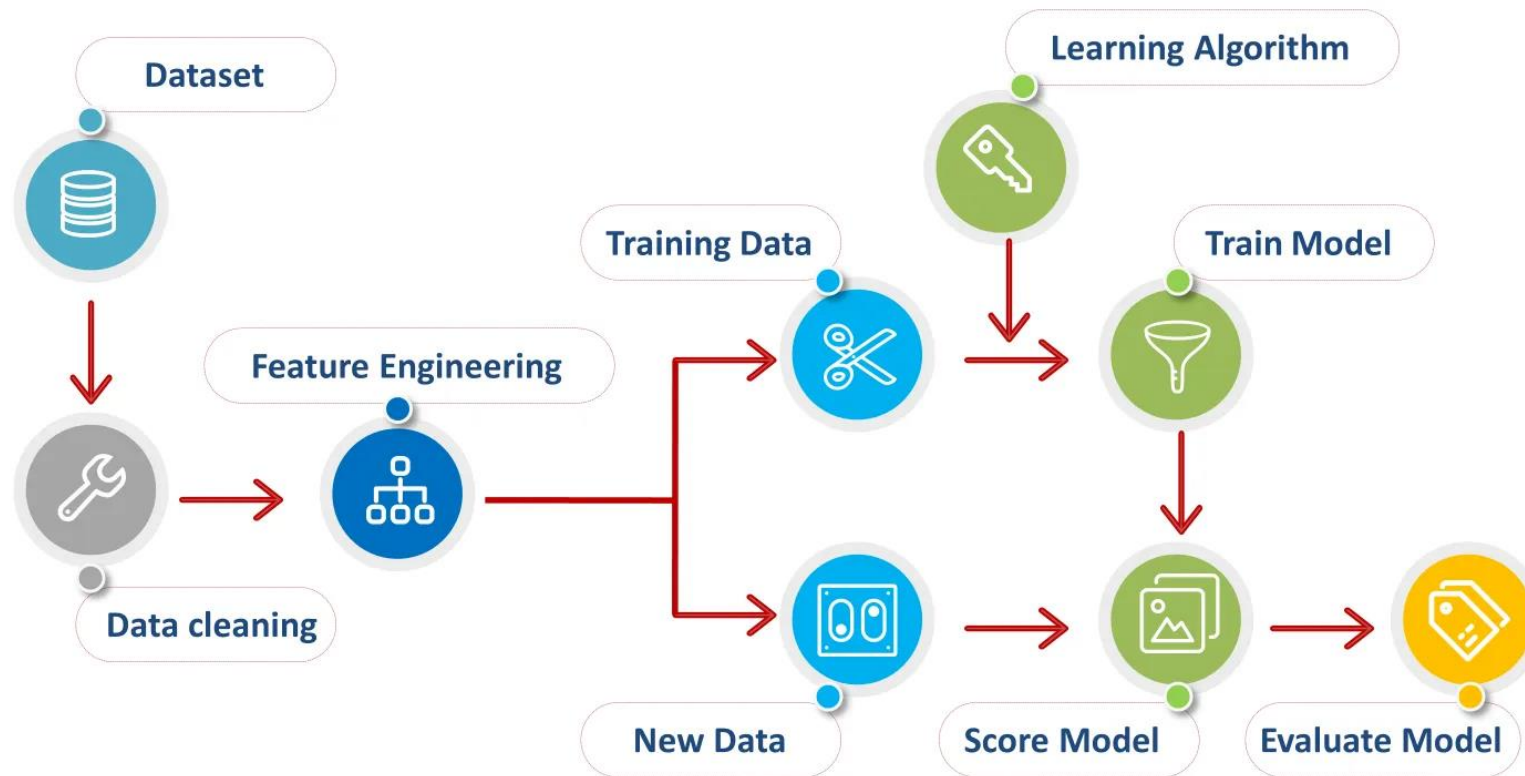 Dataset
Learning Algorithm
Training Data
Train Model
Feature Engineering
Data cleaning
New Data
Score Model
Evaluate Model